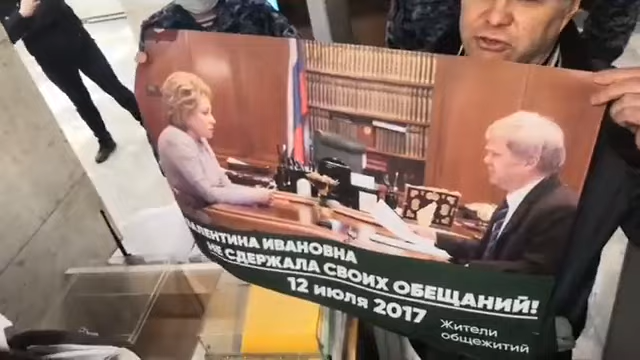 ВАЛЕНТИНА ИВАНОВНА
НЕ СДЕРЖАЛА СВОИХ ОБЕЩАНИЙ!
12 ИЮЛЯ 2017
Жители
общежитий